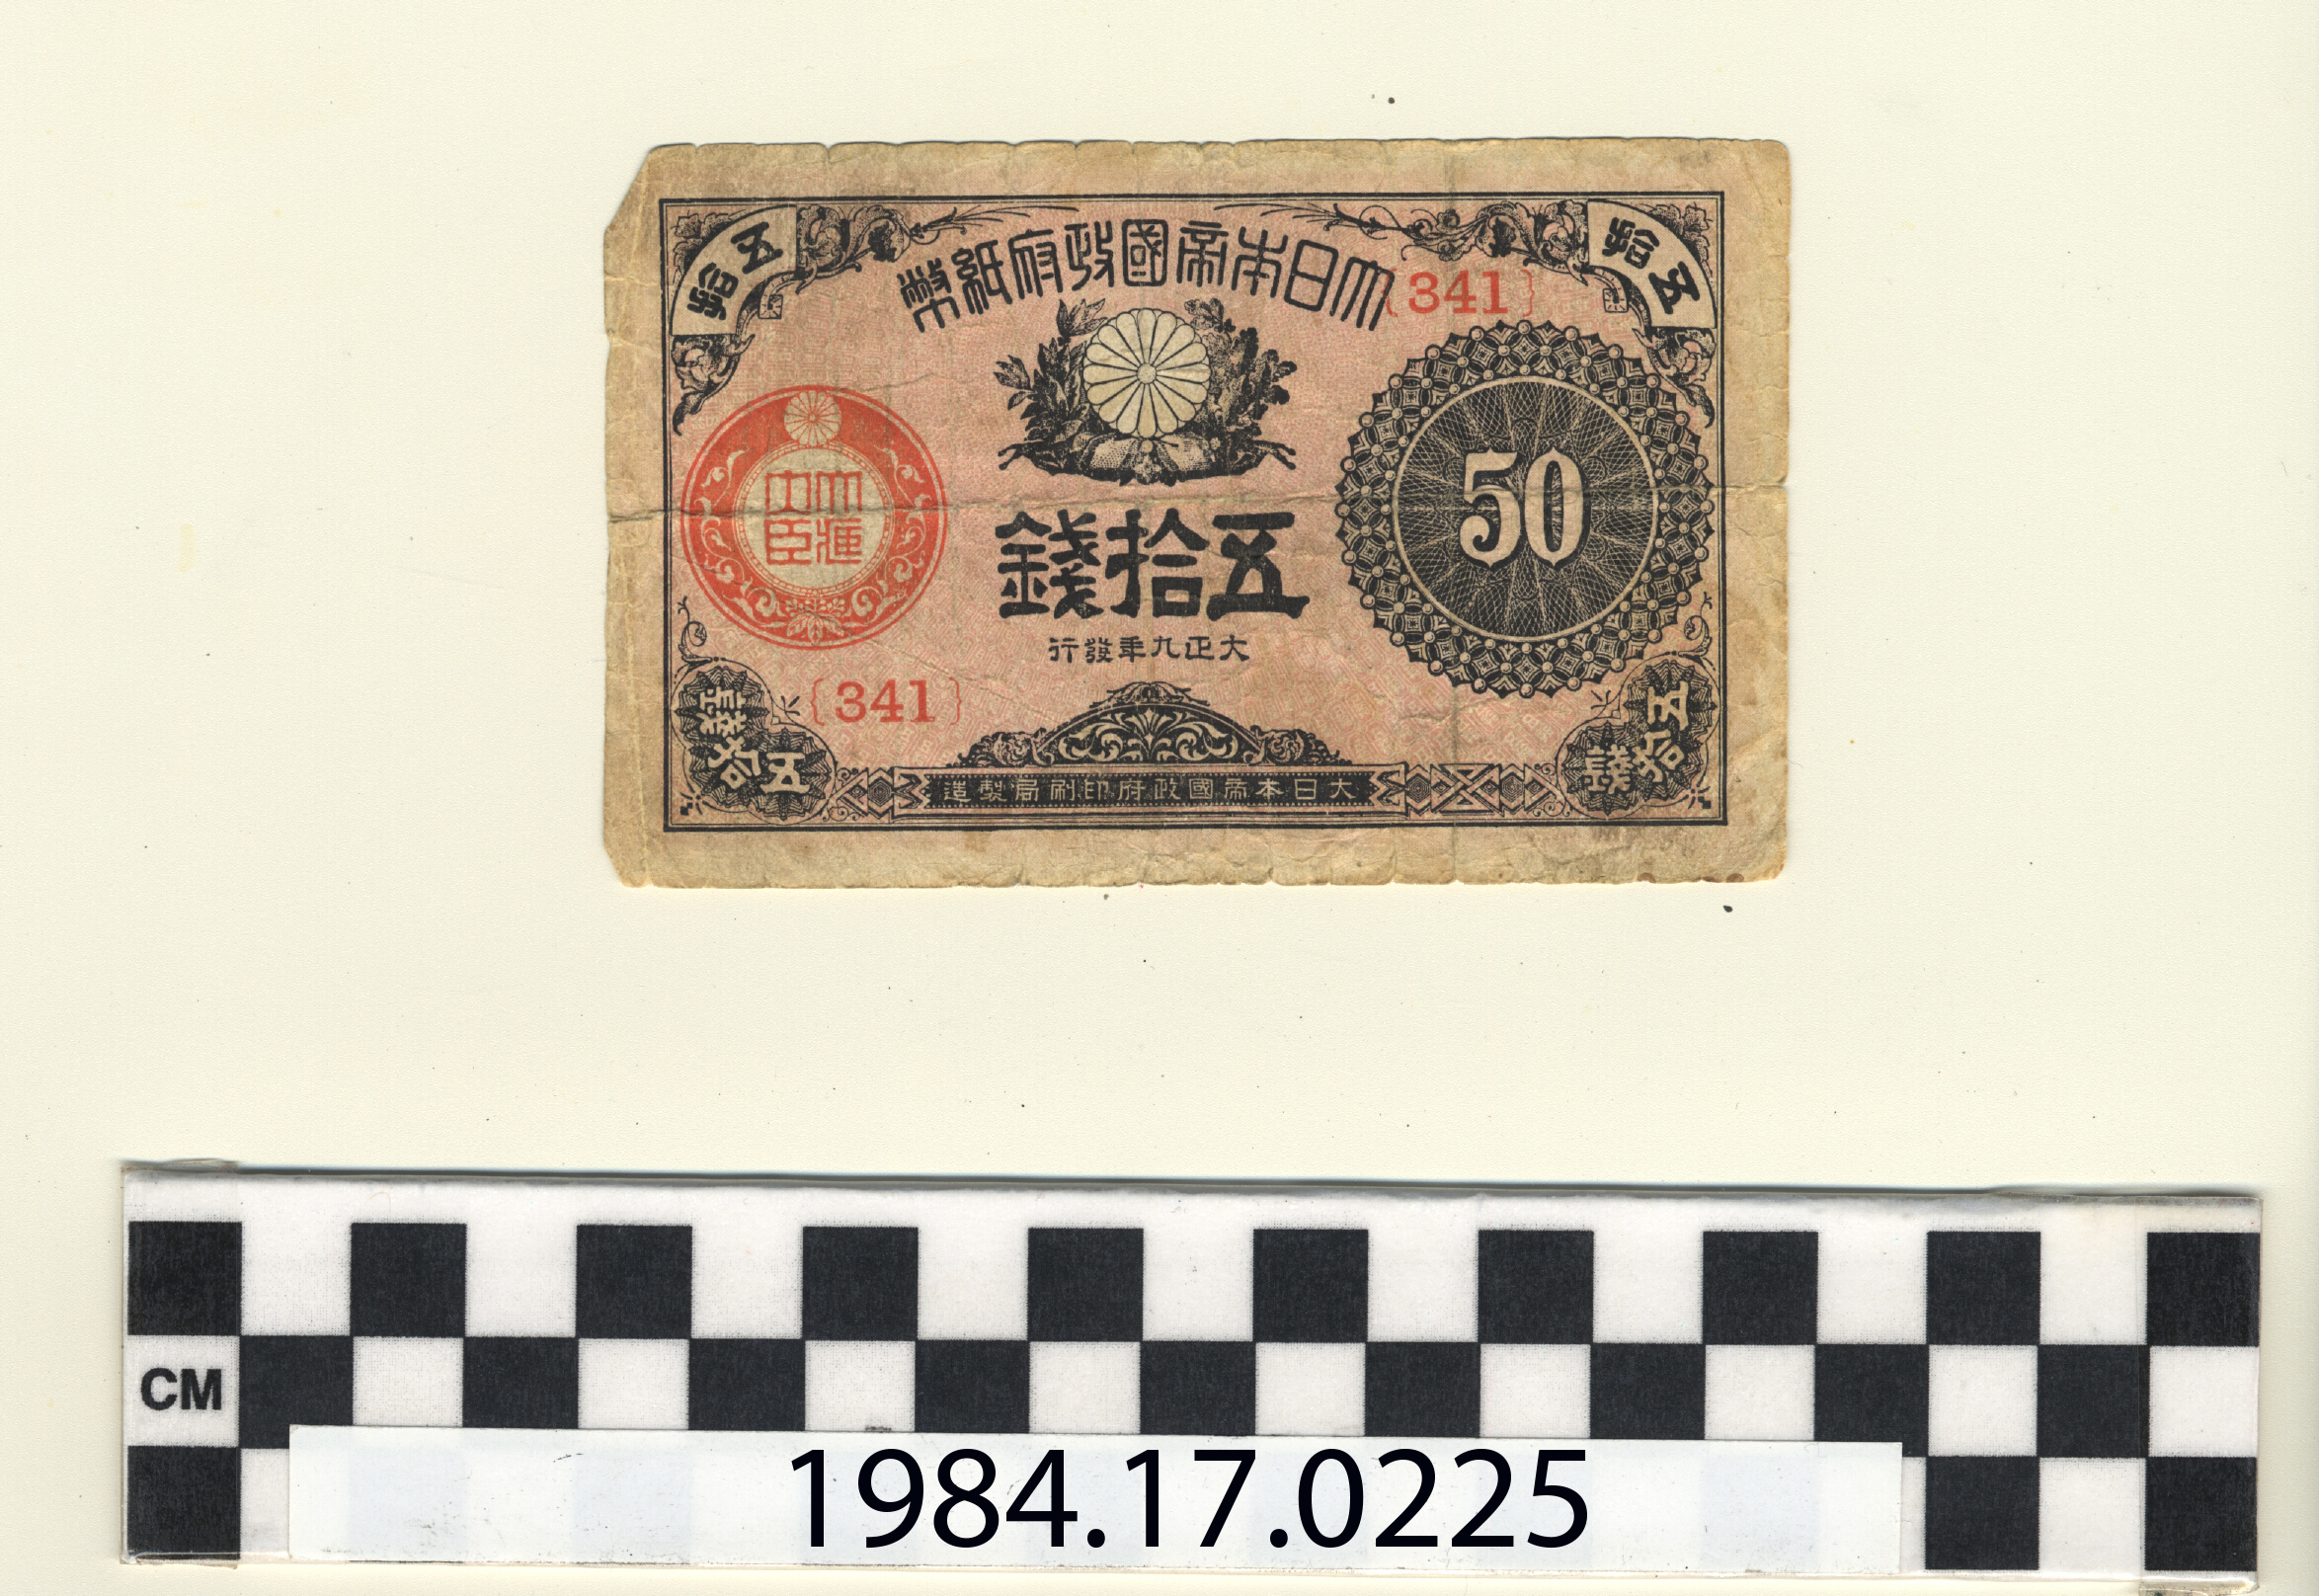 五拾
五拾
大日本帝國政府紙幣
{341}
大藏大臣
50
五拾錢
大正九年發行
{341}
五拾錢
五拾錢
大日本帝國政府印刷局製造
CM
1984.17.0225